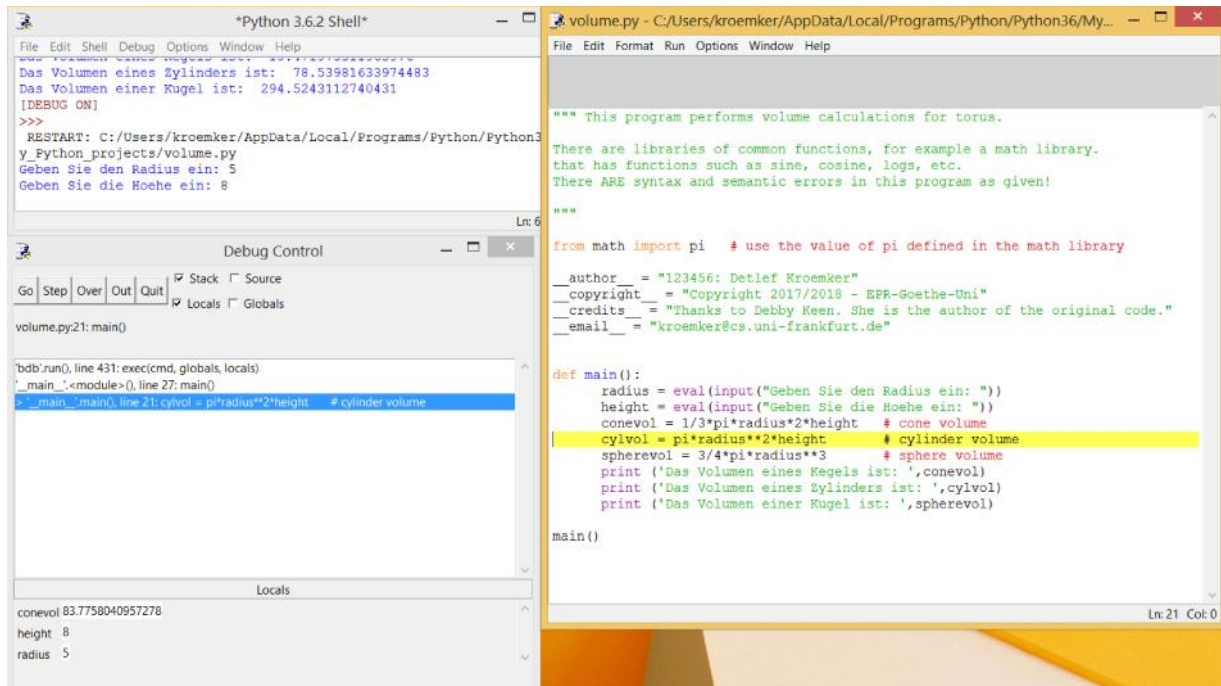 *Python 3.6.2 Shell*
File Edit Shell Debug Options Window Help
Das Volumen eines Zylinders ist:  78.53981633974483
Das Volumen einer Kugel ist:  294.5243112740431
[DEBUG ON]
>>>
 RESTART: C:/Users/kroemker/AppData/Local/Programs/Python/Python3
y_Python_projects/volume.py
Geben Sie den Radius ein: 5
Geben Sie die Hoehe ein: 8
Ln: 6
Debug Control
Go Step Over Out Quit
Stack Source
Locals Globals
volume.py:21: main()
'bdb'.run(), line 431: exec(cmd, globals, locals)
'__main__'.<module>(), line 27: main()
> '__main__'.main(), line 21: cylvol = pi*radius**2*height     # cylinder volume
Locals
conevol 83.7758040957278
height 8
radius 5
volume.py - C:/Users/kroemker/AppData/Local/Programs/Python/Python36/My...
File Edit Format Run Options Window Help
""" This program performs volume calculations for torus.
There are libraries of common functions, for example a math library.
that has functions such as sine, cosine, logs, etc.
There ARE syntax and semantic errors in this program as given!
"""
from math import pi   # use the value of pi defined in the math library
__author__ = "123456: Detlef Kroemker"
__copyright__ = "Copyright 2017/2018 - EPR-Goethe-Uni"
__credits__ = "Thanks to Debby Keen. She is the author of the original code."
__email__ = "kroemker@cs.uni-frankfurt.de"
def main():
      radius = eval(input("Geben Sie den Radius ein: "))
      height = eval(input("Geben Sie die Hoehe ein: "))
      conevol = 1/3*pi*radius*2*height   # cone volume
      cylvol = pi*radius**2*height       # cylinder volume
      spherevol = 3/4*pi*radius**3       # sphere volume
      print ('Das Volumen eines Kegels ist: ',conevol)
      print ('Das Volumen eines Zylinders ist: ',cylvol)
      print ('Das Volumen einer Kugel ist: ',spherevol)
main()
Ln: 21 Col: 0